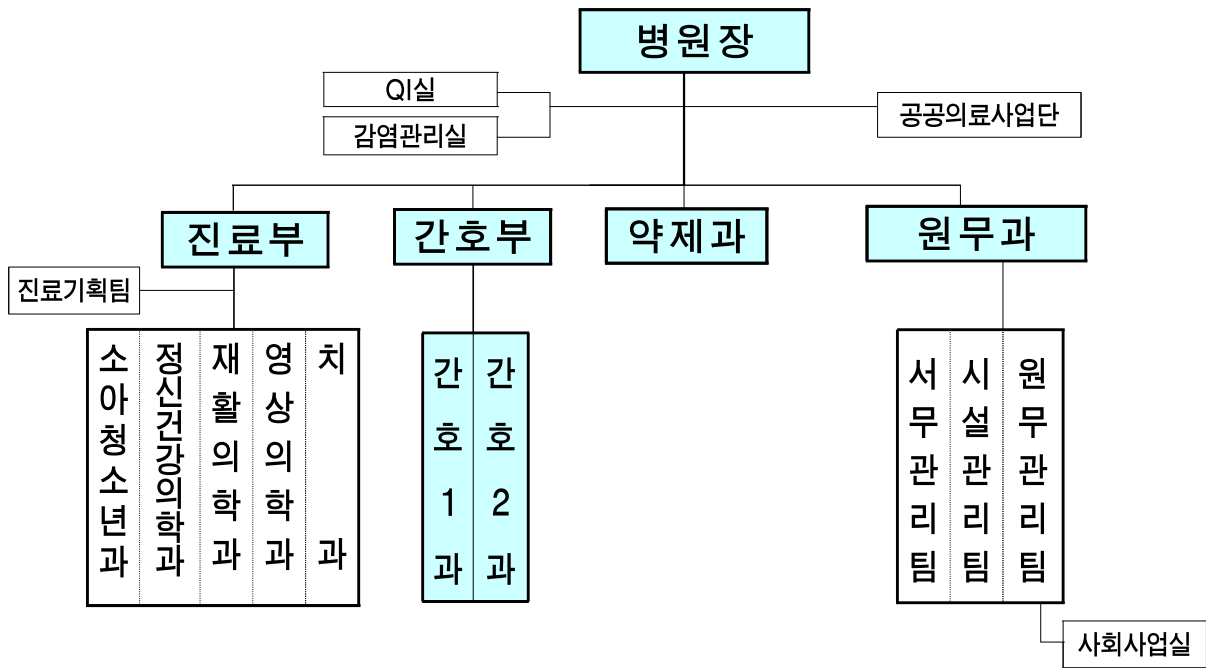 병원장
QI실
감염관리실
공공의료사업단
진료부
간호부
약제과
원무과
진료기획팀
소아청소년과
정신건강의학과
재활의학과
영상의학과
치과
간호1과
간호2과
서무관리팀
시설관리팀
원무관리팀
사회사업실